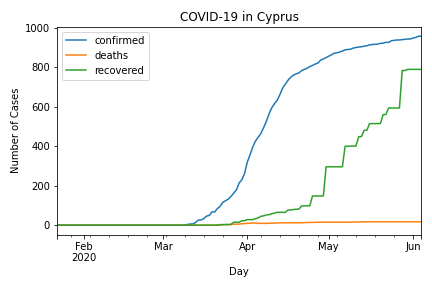 COVID-19 in Cyprus
confirmed
deaths
recovered
Number of Cases
1000
800
600
400
200
0
Feb
2020
Mar
Apr
May
Jun
Day